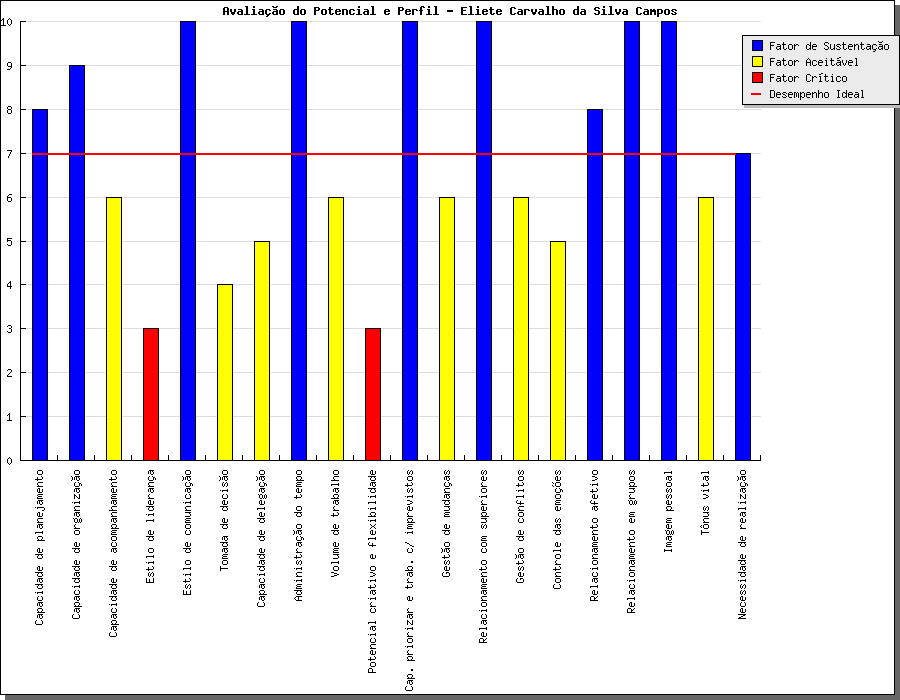 Avaliação do Potencial e Perfil - Eliete Carvalho da Silva Campos
Fator de Sustentação
Fator Aceitável
Fator Crítico
Desempenho Ideal
10
9
8
7
6
5
4
3
2
1
0
Capacidade de planejamento
Capacidade de organização
Capacidade de acompanhamento
Estilo de liderança
Estilo de comunicação
Tomada de decisão
Capacidade de delegação
Administração do tempo
Volume de trabalho
Potencial criativo e flexibilidade
Cap. priorizar e trab. c/ imprevistos
Gestão de mudanças
Relacionamento com superiores
Gestão de conflitos
Controle das emoções
Relacionamento afetivo
Relacionamento em grupos
Imagem pessoal
Tônus vital
Necessidade de realização